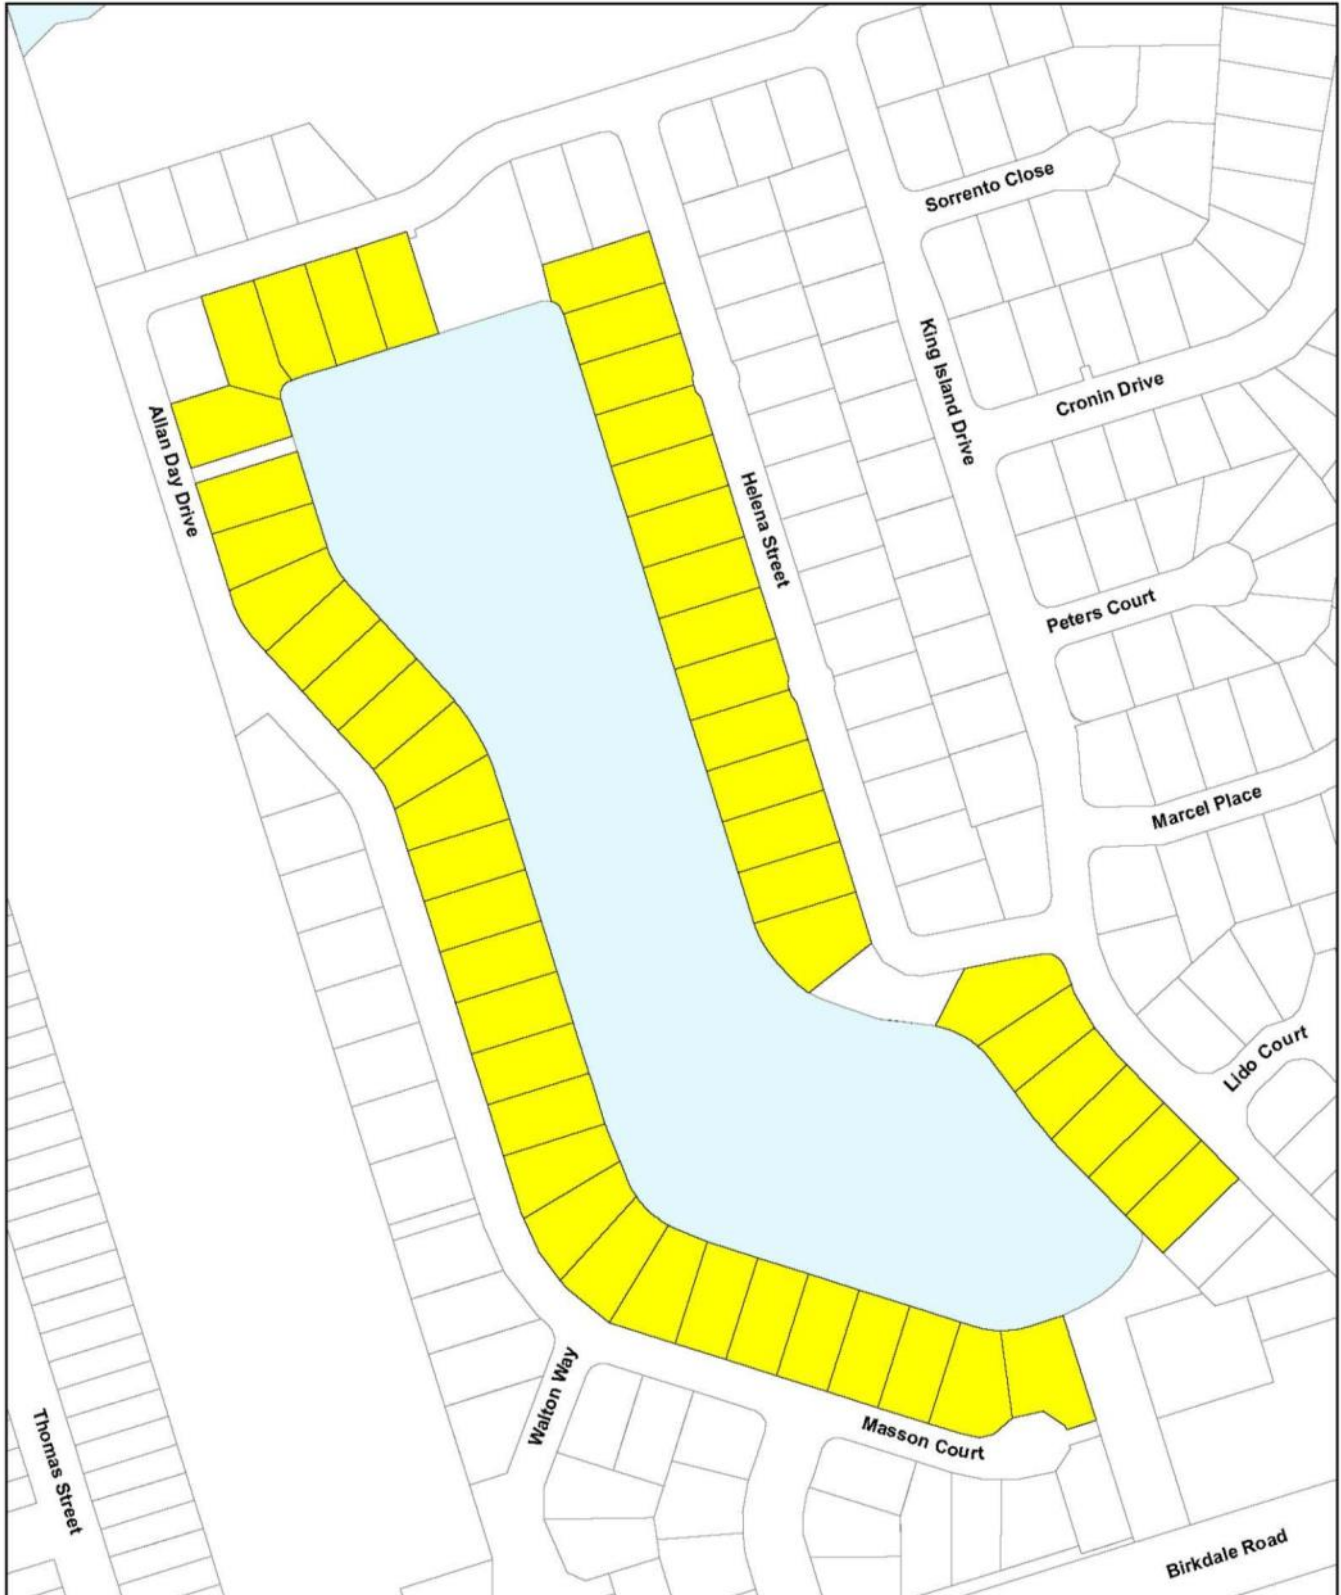 Sorrento Close
King Island Drive
Cronin Drive
Allan Day Drive
Helena Street
Peters Court
Marcel Place
Lido Court
Walton Way
Masson Court
Thomas Street
Birkdale Road